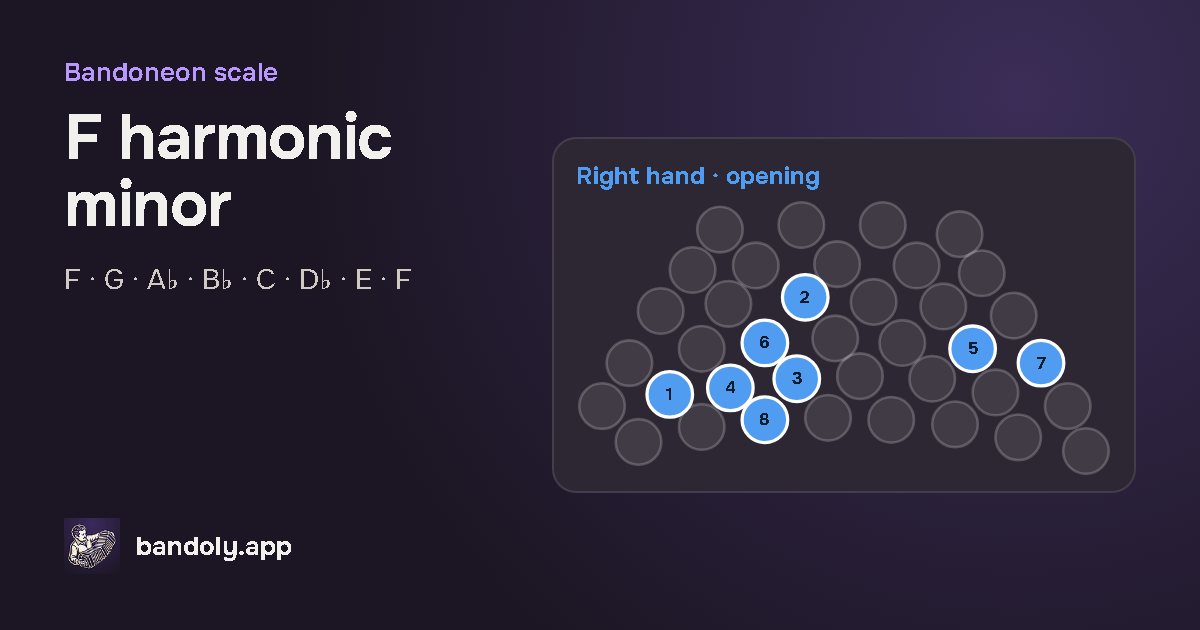 Bandoneon scale
F harmonic
minor
F · G · A♭ · B♭ · C · D♭ · E · F
Right hand · opening
2
6
5
7
3
4
1
8
bandoly.app